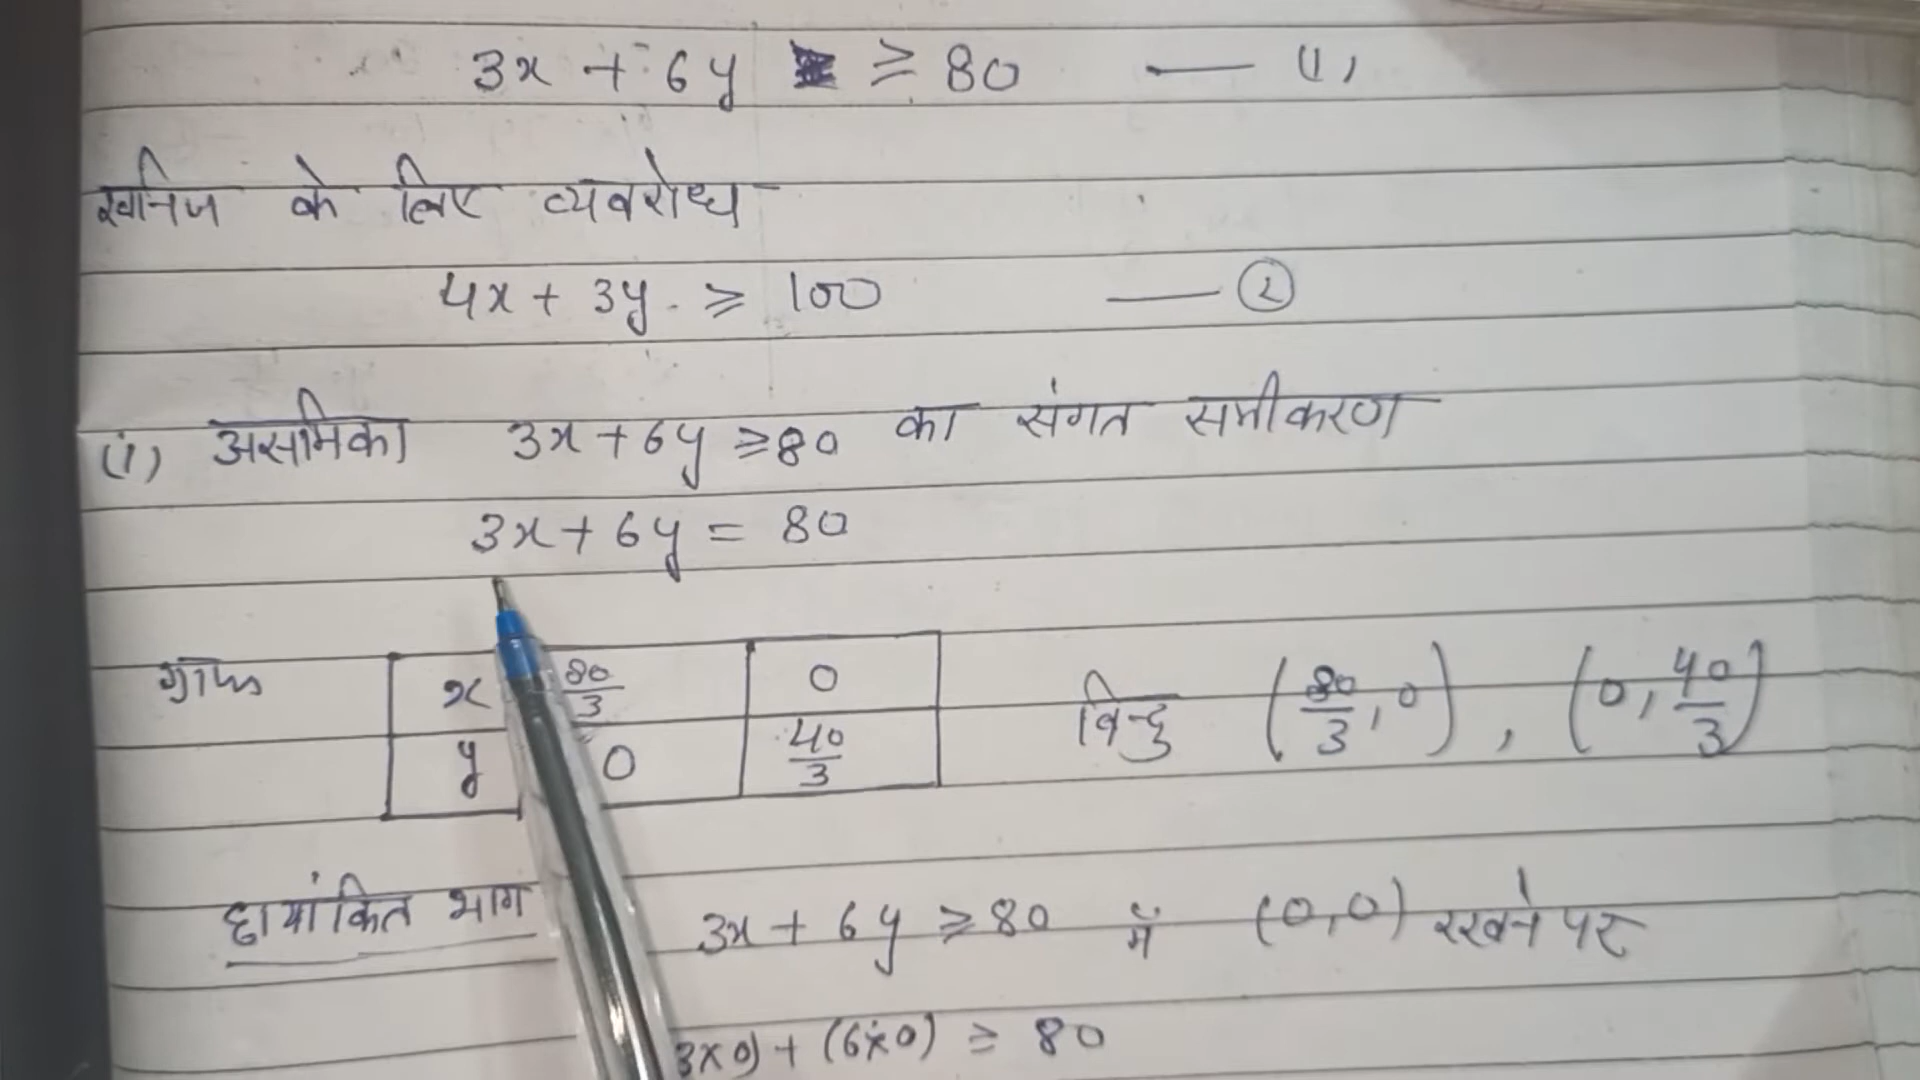 3x + 6y ≥ 80 — (1)
खनिज के लिए व्यवरोध
4x + 3y ≥ 100 — ②
(i) असमिका 3x + 6y ≥ 80 का संगत समीकरण
3x + 6y = 80
ग्राफ x 80/3 0 बिन्दु (80/3, 0), (0, 40/3)
y 0 40/3
छायांकित भाग 3x + 6y ≥ 80 में (0,0) रखने पर
3×0) + (6×0) ≥ 80